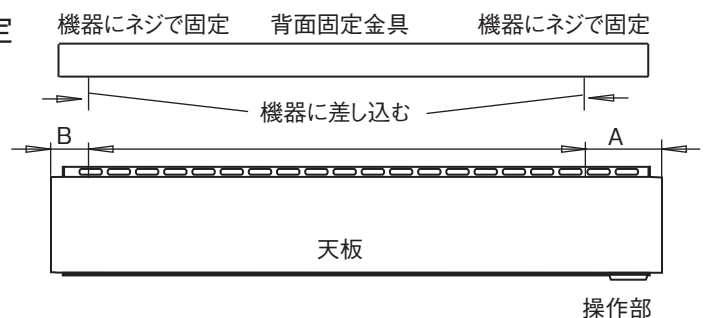 定
機器にネジで固定 背面固定金具 機器にネジで固定
機器に差し込む
B A
天板
操作部